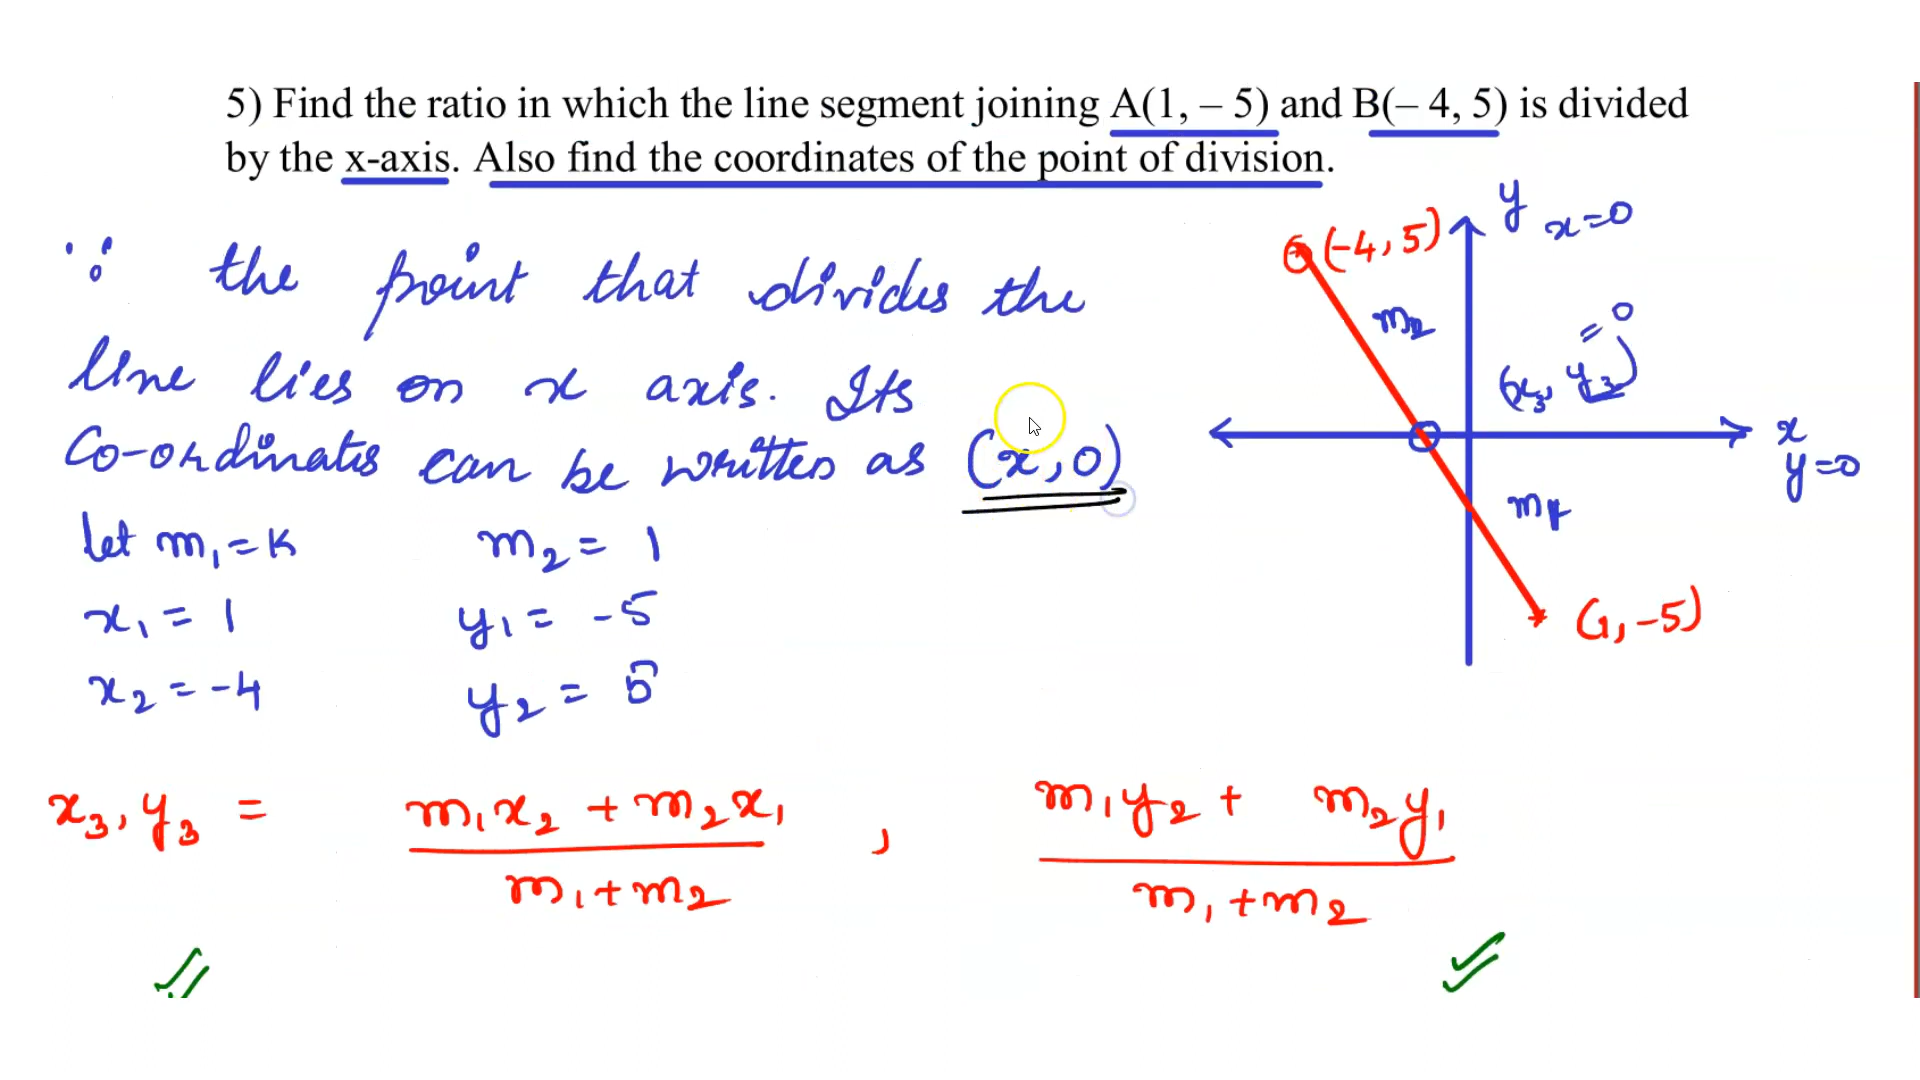 5) Find the ratio in which the line segment joining A(1, – 5) and B(– 4, 5) is divided
by the x-axis. Also find the coordinates of the point of division.
∵ the point that divides the
line lies on x axis. Its
Co-ordinates can be written as (x, 0)
let m₁ = K m₂ = 1
x₁ = 1 y₁ = -5
x₂ = -4 y₂ = 5
x₃, y₃ = m₁x₂ + m₂x₁ / m₁ + m₂ , m₁y₂ + m₂y₁ / m₁ + m₂
y x=0
(-4, 5)
m₂
= 0
(x₃, y₃)
x
y=0
m₁
(1, -5)